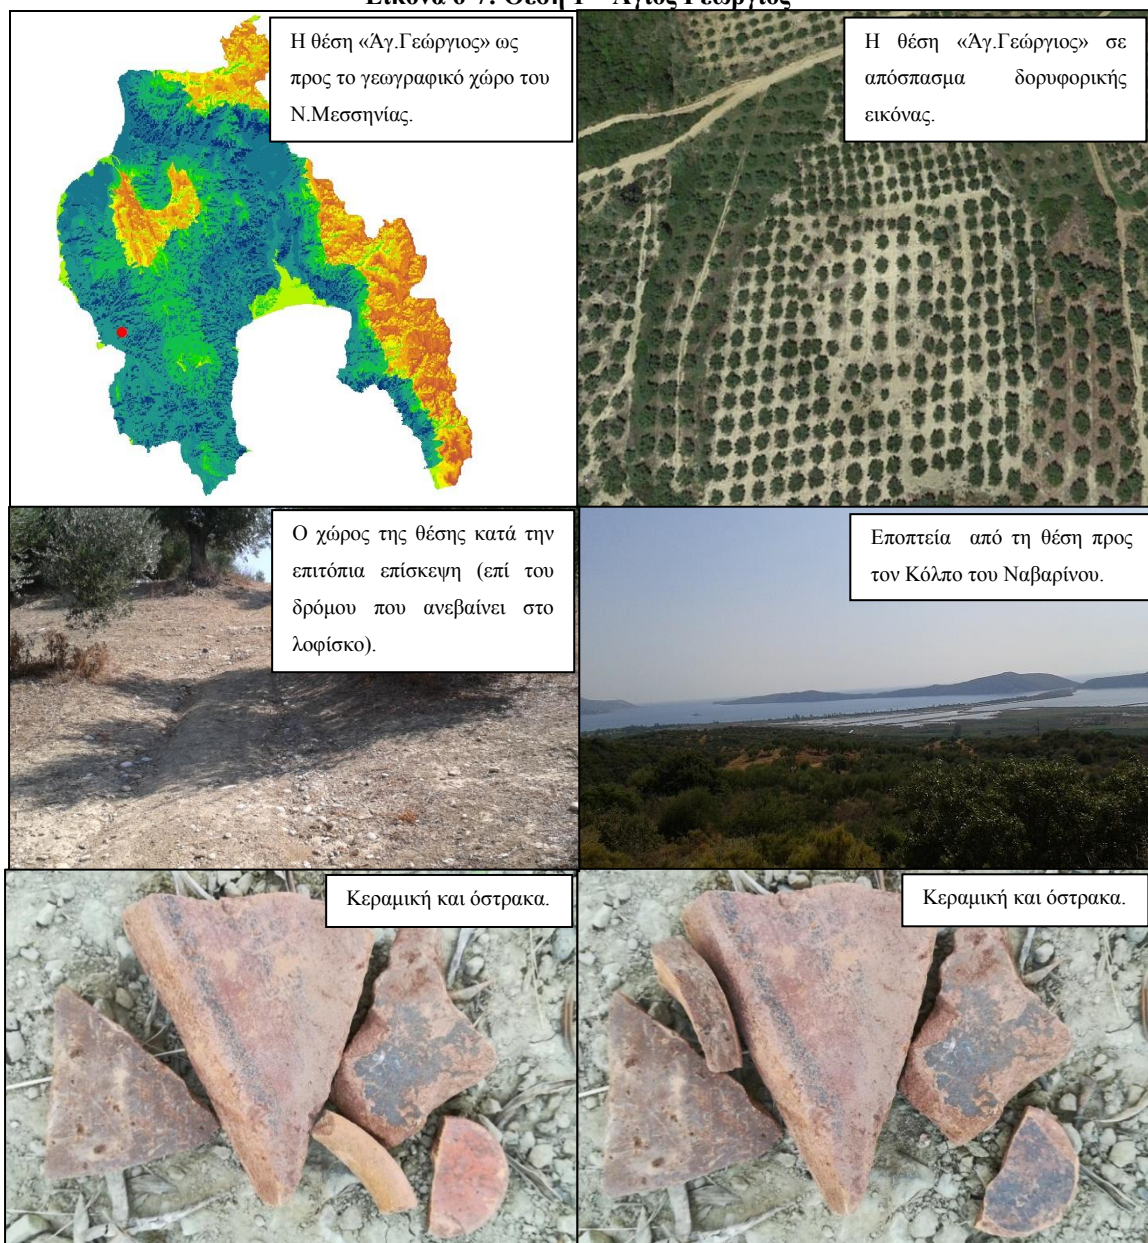 Η θέση «Άγ.Γεώργιος» ως
προς το γεωγραφικό χώρο του
Ν.Μεσσηνίας.
Η θέση «Άγ.Γεώργιος» σε
απόσπασμα δορυφορικής
εικόνας.
Ο χώρος της θέσης κατά την
επιτόπια επίσκεψη (επί του
δρόμου που ανεβαίνει στο
λοφίσκο).
Εποπτεία από τη θέση προς
τον Κόλπο του Ναβαρίνου.
Κεραμική και όστρακα.
Κεραμική και όστρακα.